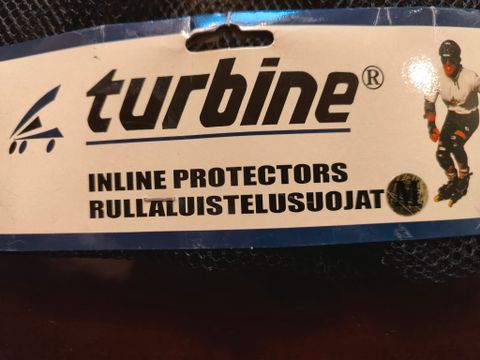 turbine®
INLINE PROTECTORS
RULLALUISTELUSUOJAT M